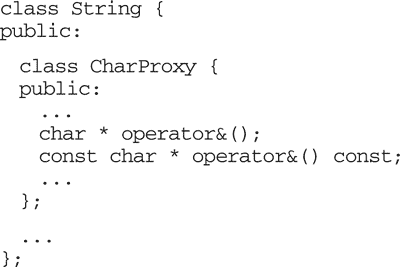 class String {
public:
class CharProxy {
public:
...
char * operator&();
const char * operator&() const;
...
};
...
};